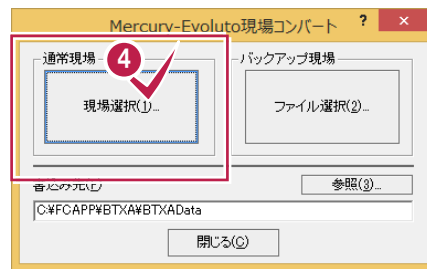 Mercury-Evoluto現場コンバート ? ×
通常現場
バックアップ現場
4
現場選択(1)...
ファイル選択(2)...
書込み先(P)
参照(3)...
C:¥FCAPP¥BTXA¥BTXAData
閉じる(C)